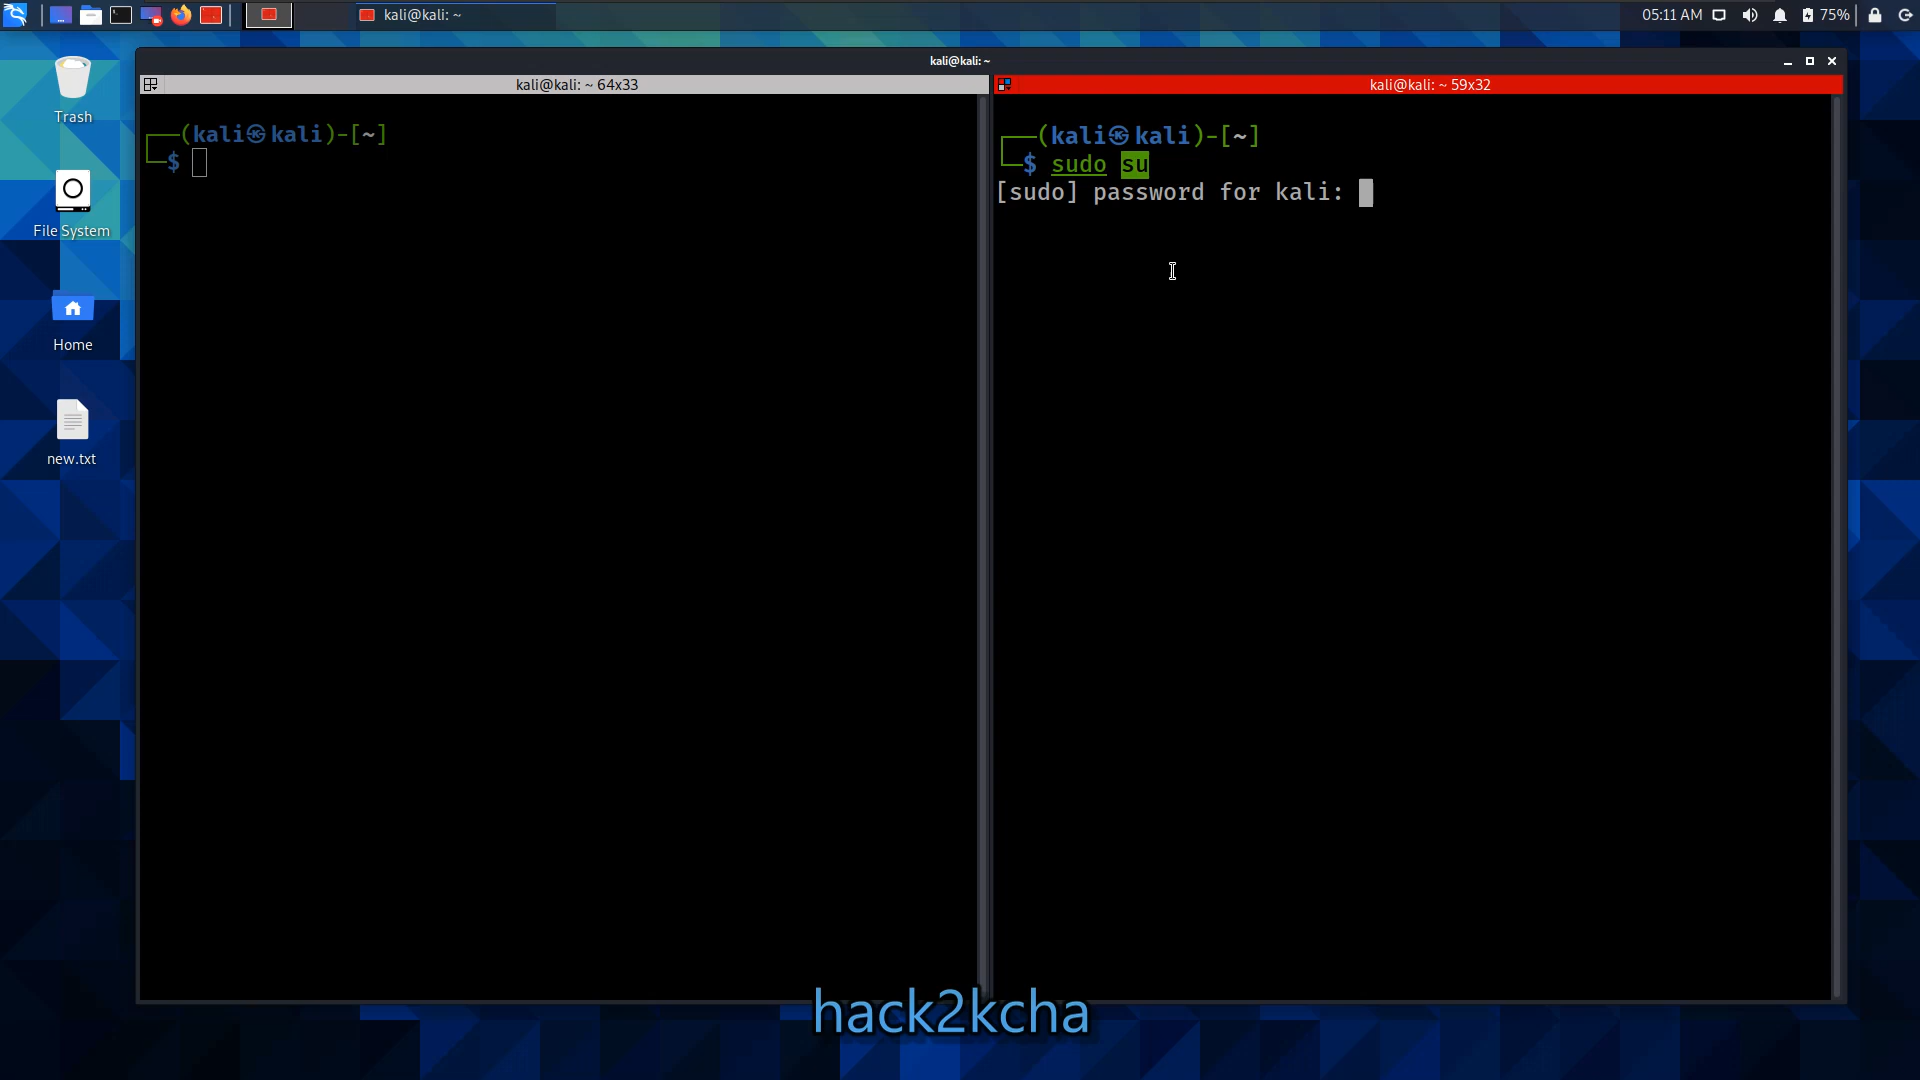 kali@kali: ~
05:11 AM
75%
kali@kali: ~
kali@kali: ~ 64x33
kali@kali: ~ 59x32
Trash
File System
Home
new.txt
┌──(kali㉿kali)-[~]
└─$
┌──(kali㉿kali)-[~]
└─$ sudo su
[sudo] password for kali:
hack2kcha